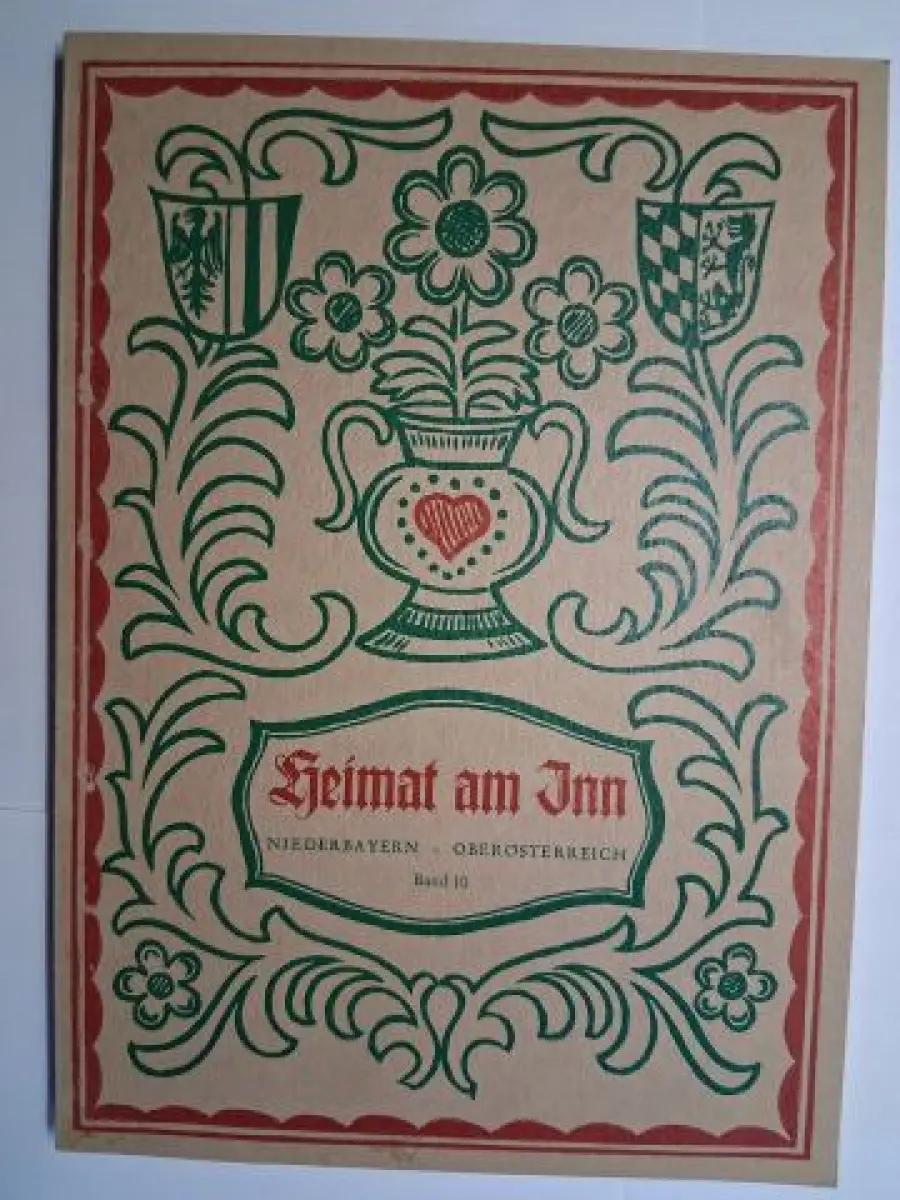 Heimat am Inn
NIEDERBAYERN - OBERÖSTERREICH
Band 10